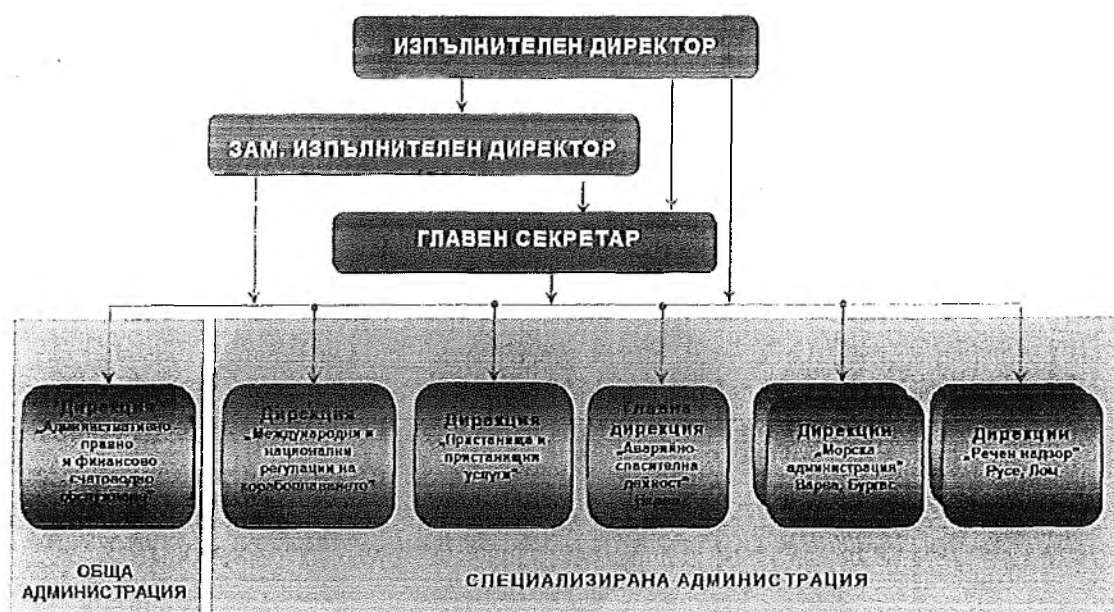 ИЗПЪЛНИТЕЛЕН ДИРЕКТОР
ЗАМ. ИЗПЪЛНИТЕЛЕН ДИРЕКТОР
ГЛАВЕН СЕКРЕТАР
Дирекция
„Административно
правно
и финансово
счетоводно
обслужване"
Дирекция
„Международни и
национални
регулации на
корабоплаването"
Дирекция
„Пристанища и
пристанищни
услуги"
Главна
дирекция
„Аварийно-
спасителна
дейност"
Дирекции
„Морска
администрация"
Варна, Бургас
Дирекции
„Речен надзор"
Русе, Лом
ОБЩА
АДМИНИСТРАЦИЯ
СПЕЦИАЛИЗИРАНА АДМИНИСТРАЦИЯ